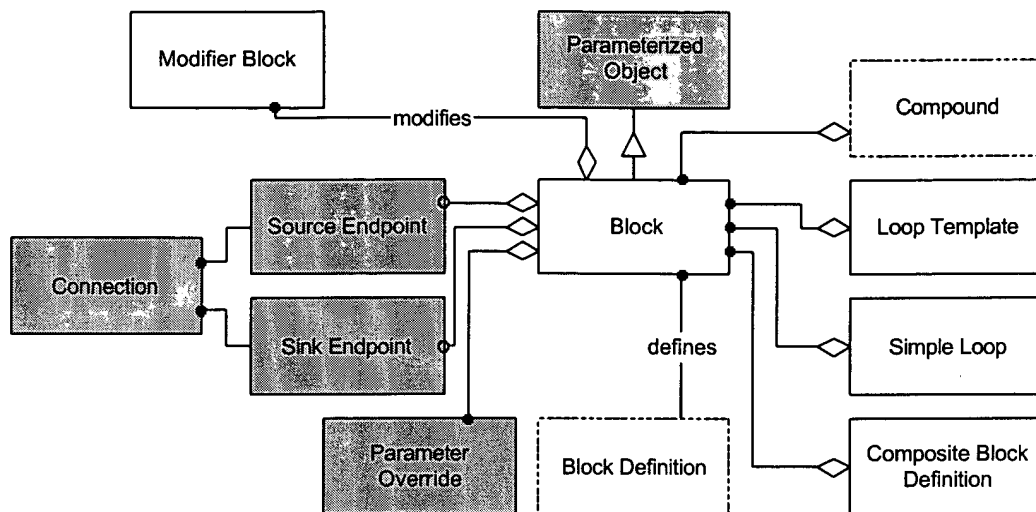 Modifier Block
Parameterized
Object
Compound
modifies
Source Endpoint
Block
Loop Template
Connection
Sink Endpoint
defines
Simple Loop
Parameter
Override
Block Definition
Composite Block
Definition